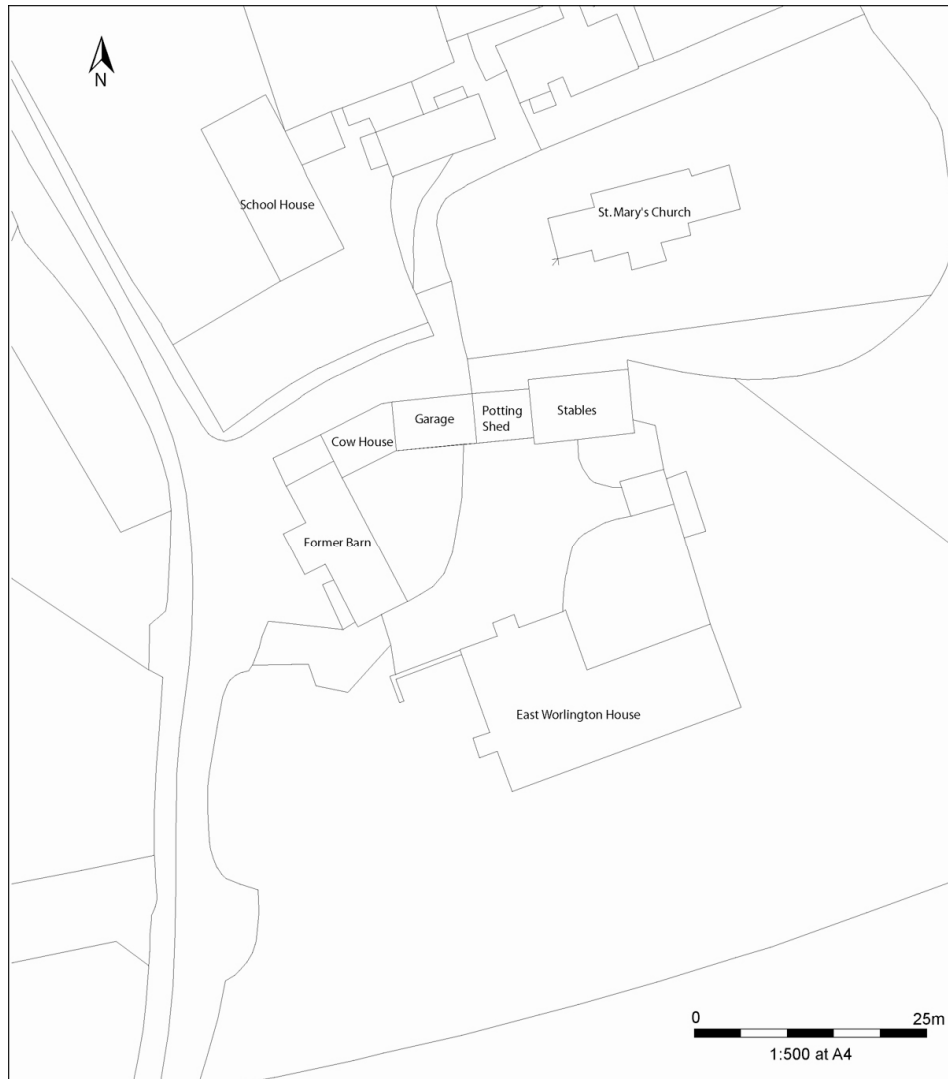 N
School House
St. Mary's Church
Garage
Potting
Shed
Stables
Cow House
Former Barn
East Worlington House
0
25m
1:500 at A4